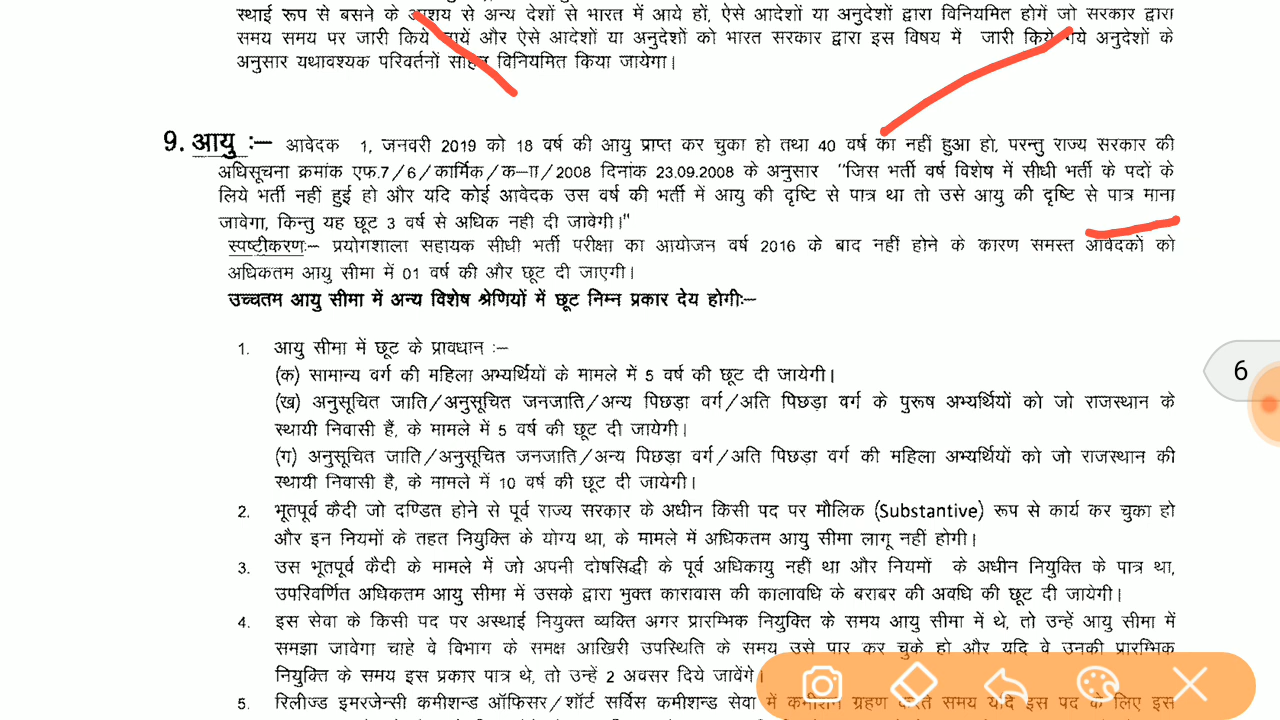 स्थाई रूप से बसने के आशय से अन्य देशों से भारत में आये हों, ऐसे आदेशों या अनुदेशों द्वारा विनियमित होगें जो सरकार द्वारा
समय समय पर जारी किये जायें और ऐसे आदेशों या अनुदेशों को भारत सरकार द्वारा इस विषय में जारी किये गये अनुदेशों के
अनुसार यथावश्यक परिवर्तनों सहित विनियमित किया जायेगा।
9. आयु :– आवेदक 1, जनवरी 2019 को 18 वर्ष की आयु प्राप्त कर चुका हो तथा 40 वर्ष का नहीं हुआ हो, परन्तु राज्य सरकार की
अधिसूचना क्रमांक एफ.7/6/कार्मिक/क-ाा/2008 दिनांक 23.09.2008 के अनुसार "जिस भर्ती वर्ष विशेष में सीधी भर्ती के पदों के
लिये भर्ती नहीं हुई हो और यदि कोई आवेदक उस वर्ष की भर्ती में आयु की दृष्टि से पात्र था तो उसे आयु की दृष्टि से पात्र माना
जावेगा, किन्तु यह छूट 3 वर्ष से अधिक नही दी जावेगी।"
स्पष्टीकरणः– प्रयोगशाला सहायक सीधी भर्ती परीक्षा का आयोजन वर्ष 2016 के बाद नहीं होने के कारण समस्त आवेदकों को
अधिकतम आयु सीमा में 01 वर्ष की और छूट दी जाएगी।
उच्चतम आयु सीमा में अन्य विशेष श्रेणियों में छूट निम्न प्रकार देय होगीः–
1. आयु सीमा में छूट के प्रावधान :–
(क) सामान्य वर्ग की महिला अभ्यर्थियों के मामले में 5 वर्ष की छूट दी जायेगी।
(ख) अनुसूचित जाति/अनुसूचित जनजाति/अन्य पिछड़ा वर्ग/अति पिछड़ा वर्ग के पुरूष अभ्यर्थियों को जो राजस्थान के
स्थायी निवासी हैं, के मामले में 5 वर्ष की छूट दी जायेगी।
(ग) अनुसूचित जाति/अनुसूचित जनजाति/अन्य पिछड़ा वर्ग/अति पिछड़ा वर्ग की महिला अभ्यर्थियों को जो राजस्थान की
स्थायी निवासी है, के मामले में 10 वर्ष की छूट दी जायेगी।
2. भूतपूर्व कैदी जो दण्डित होने से पूर्व राज्य सरकार के अधीन किसी पद पर मौलिक (Substantive) रूप से कार्य कर चुका हो
और इन नियमों के तहत नियुक्ति के योग्य था, के मामले में अधिकतम आयु सीमा लागू नहीं होगी।
3. उस भूतपूर्व कैदी के मामले में जो अपनी दोषसिद्धी के पूर्व अधिकायु नहीं था और नियमों के अधीन नियुक्ति के पात्र था,
उपरिवर्णित अधिकतम आयु सीमा में उसके द्वारा भुक्त कारावास की कालावधि के बराबर की अवधि की छूट दी जायेगी।
4. इस सेवा के किसी पद पर अस्थाई नियुक्त व्यक्ति अगर प्रारम्भिक नियुक्ति के समय आयु सीमा में थे, तो उन्हें आयु सीमा में
समझा जावेगा चाहे वे विभाग के समक्ष आखिरी उपस्थिति के समय उसे पार कर चुके हो और यदि वे उनकी प्रारम्भिक
नियुक्ति के समय इस प्रकार पात्र थे, तो उन्हें 2 अवसर दिये जावेंगे
5. रिलीज्ड इमरजेन्सी कमीशण्ड ऑफिसर/शॉर्ट सर्विस कमीशण्ड सेवा में कमीशन ग्रहण करते समय यदि इस पद के लिए इस
6